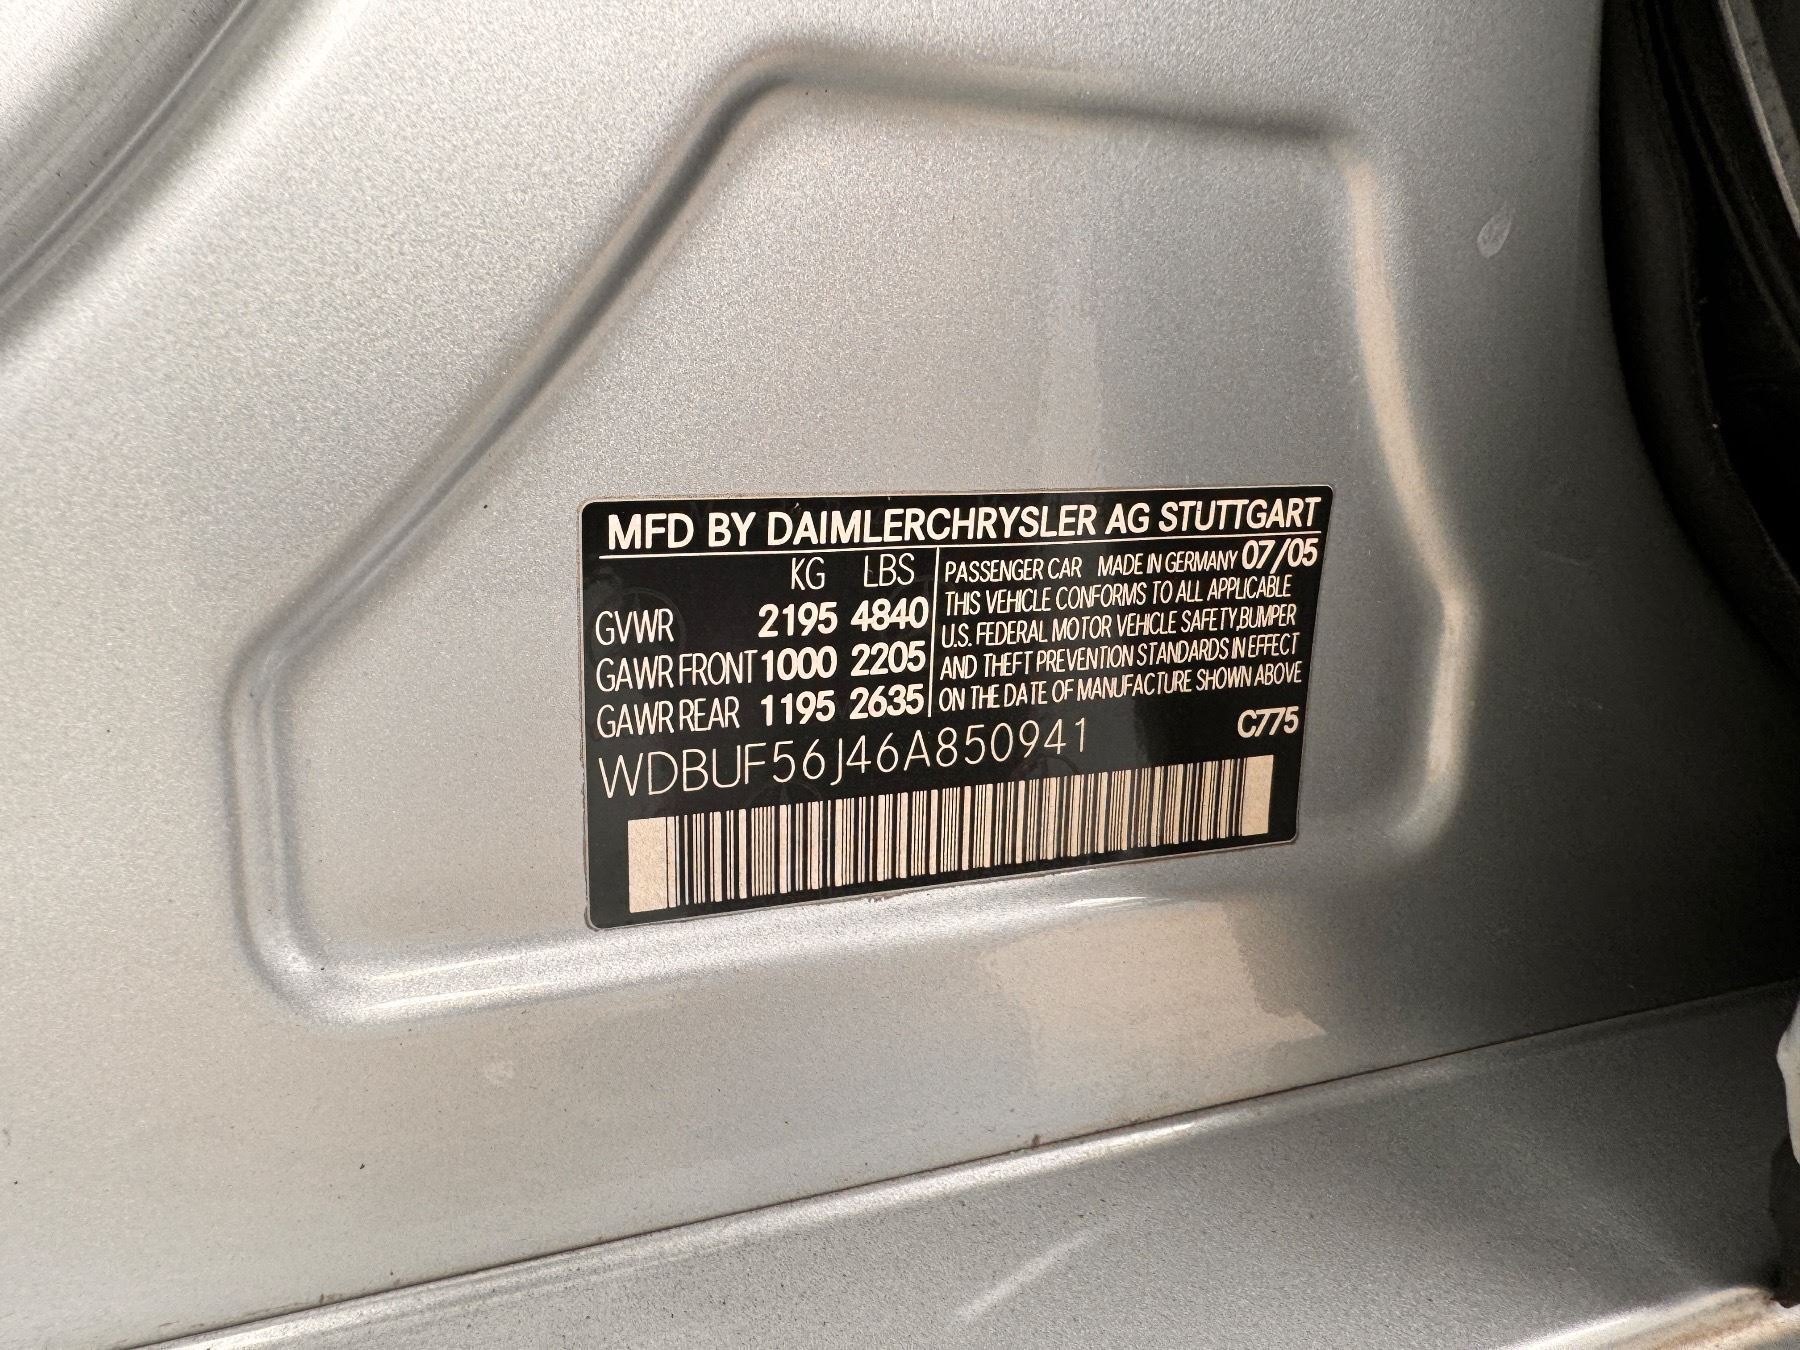 MFD BY DAIMLERCHRYSLER AG STUTTGART
KG LBS
GVWR 2195 4840
GAWR FRONT 1000 2205
GAWR REAR 1195 2635
PASSENGER CAR MADE IN GERMANY 07/05
THIS VEHICLE CONFORMS TO ALL APPLICABLE
U.S. FEDERAL MOTOR VEHICLE SAFETY,BUMPER
AND THEFT PREVENTION STANDARDS IN EFFECT
ON THE DATE OF MANUFACTURE SHOWN ABOVE
C775
WDBUF56J46A850941